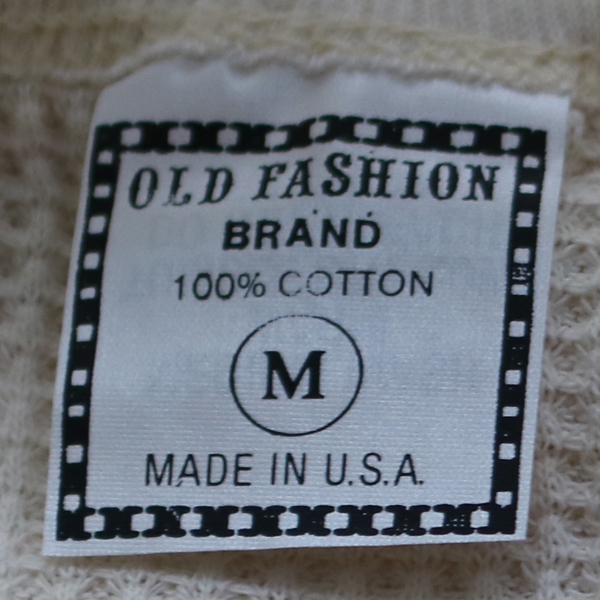 OLD FASHION
BRAND
100% COTTON
M
MADE IN U.S.A.